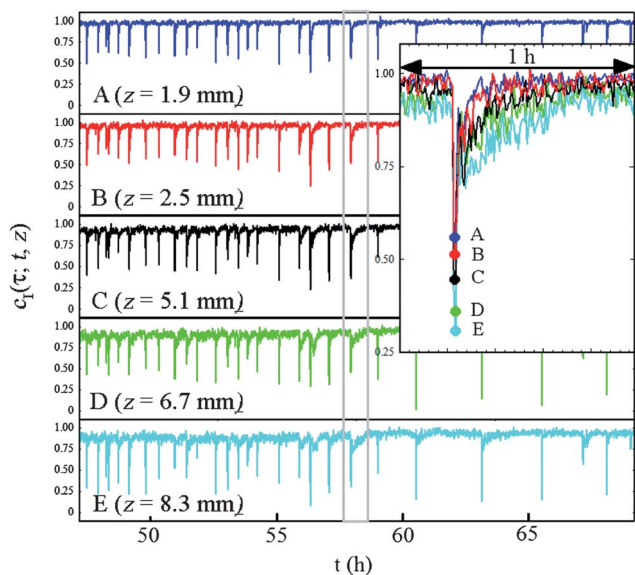 1.00
0.75
0.50
0.25
0
A (z = 1.9 mm)
1.00
0.75
0.50
0.25
0
B (z = 2.5 mm)
1.00
0.75
0.50
0.25
0
C (z = 5.1 mm)
1.00
0.75
0.50
0.25
0
D (z = 6.7 mm)
1.00
0.75
0.50
0.25
0
E (z = 8.3 mm)
c_I(τ; t, z)
50 55 60 65
t (h)
1 h
1.00
0.75
0.50
0.25
A
B
C
D
E